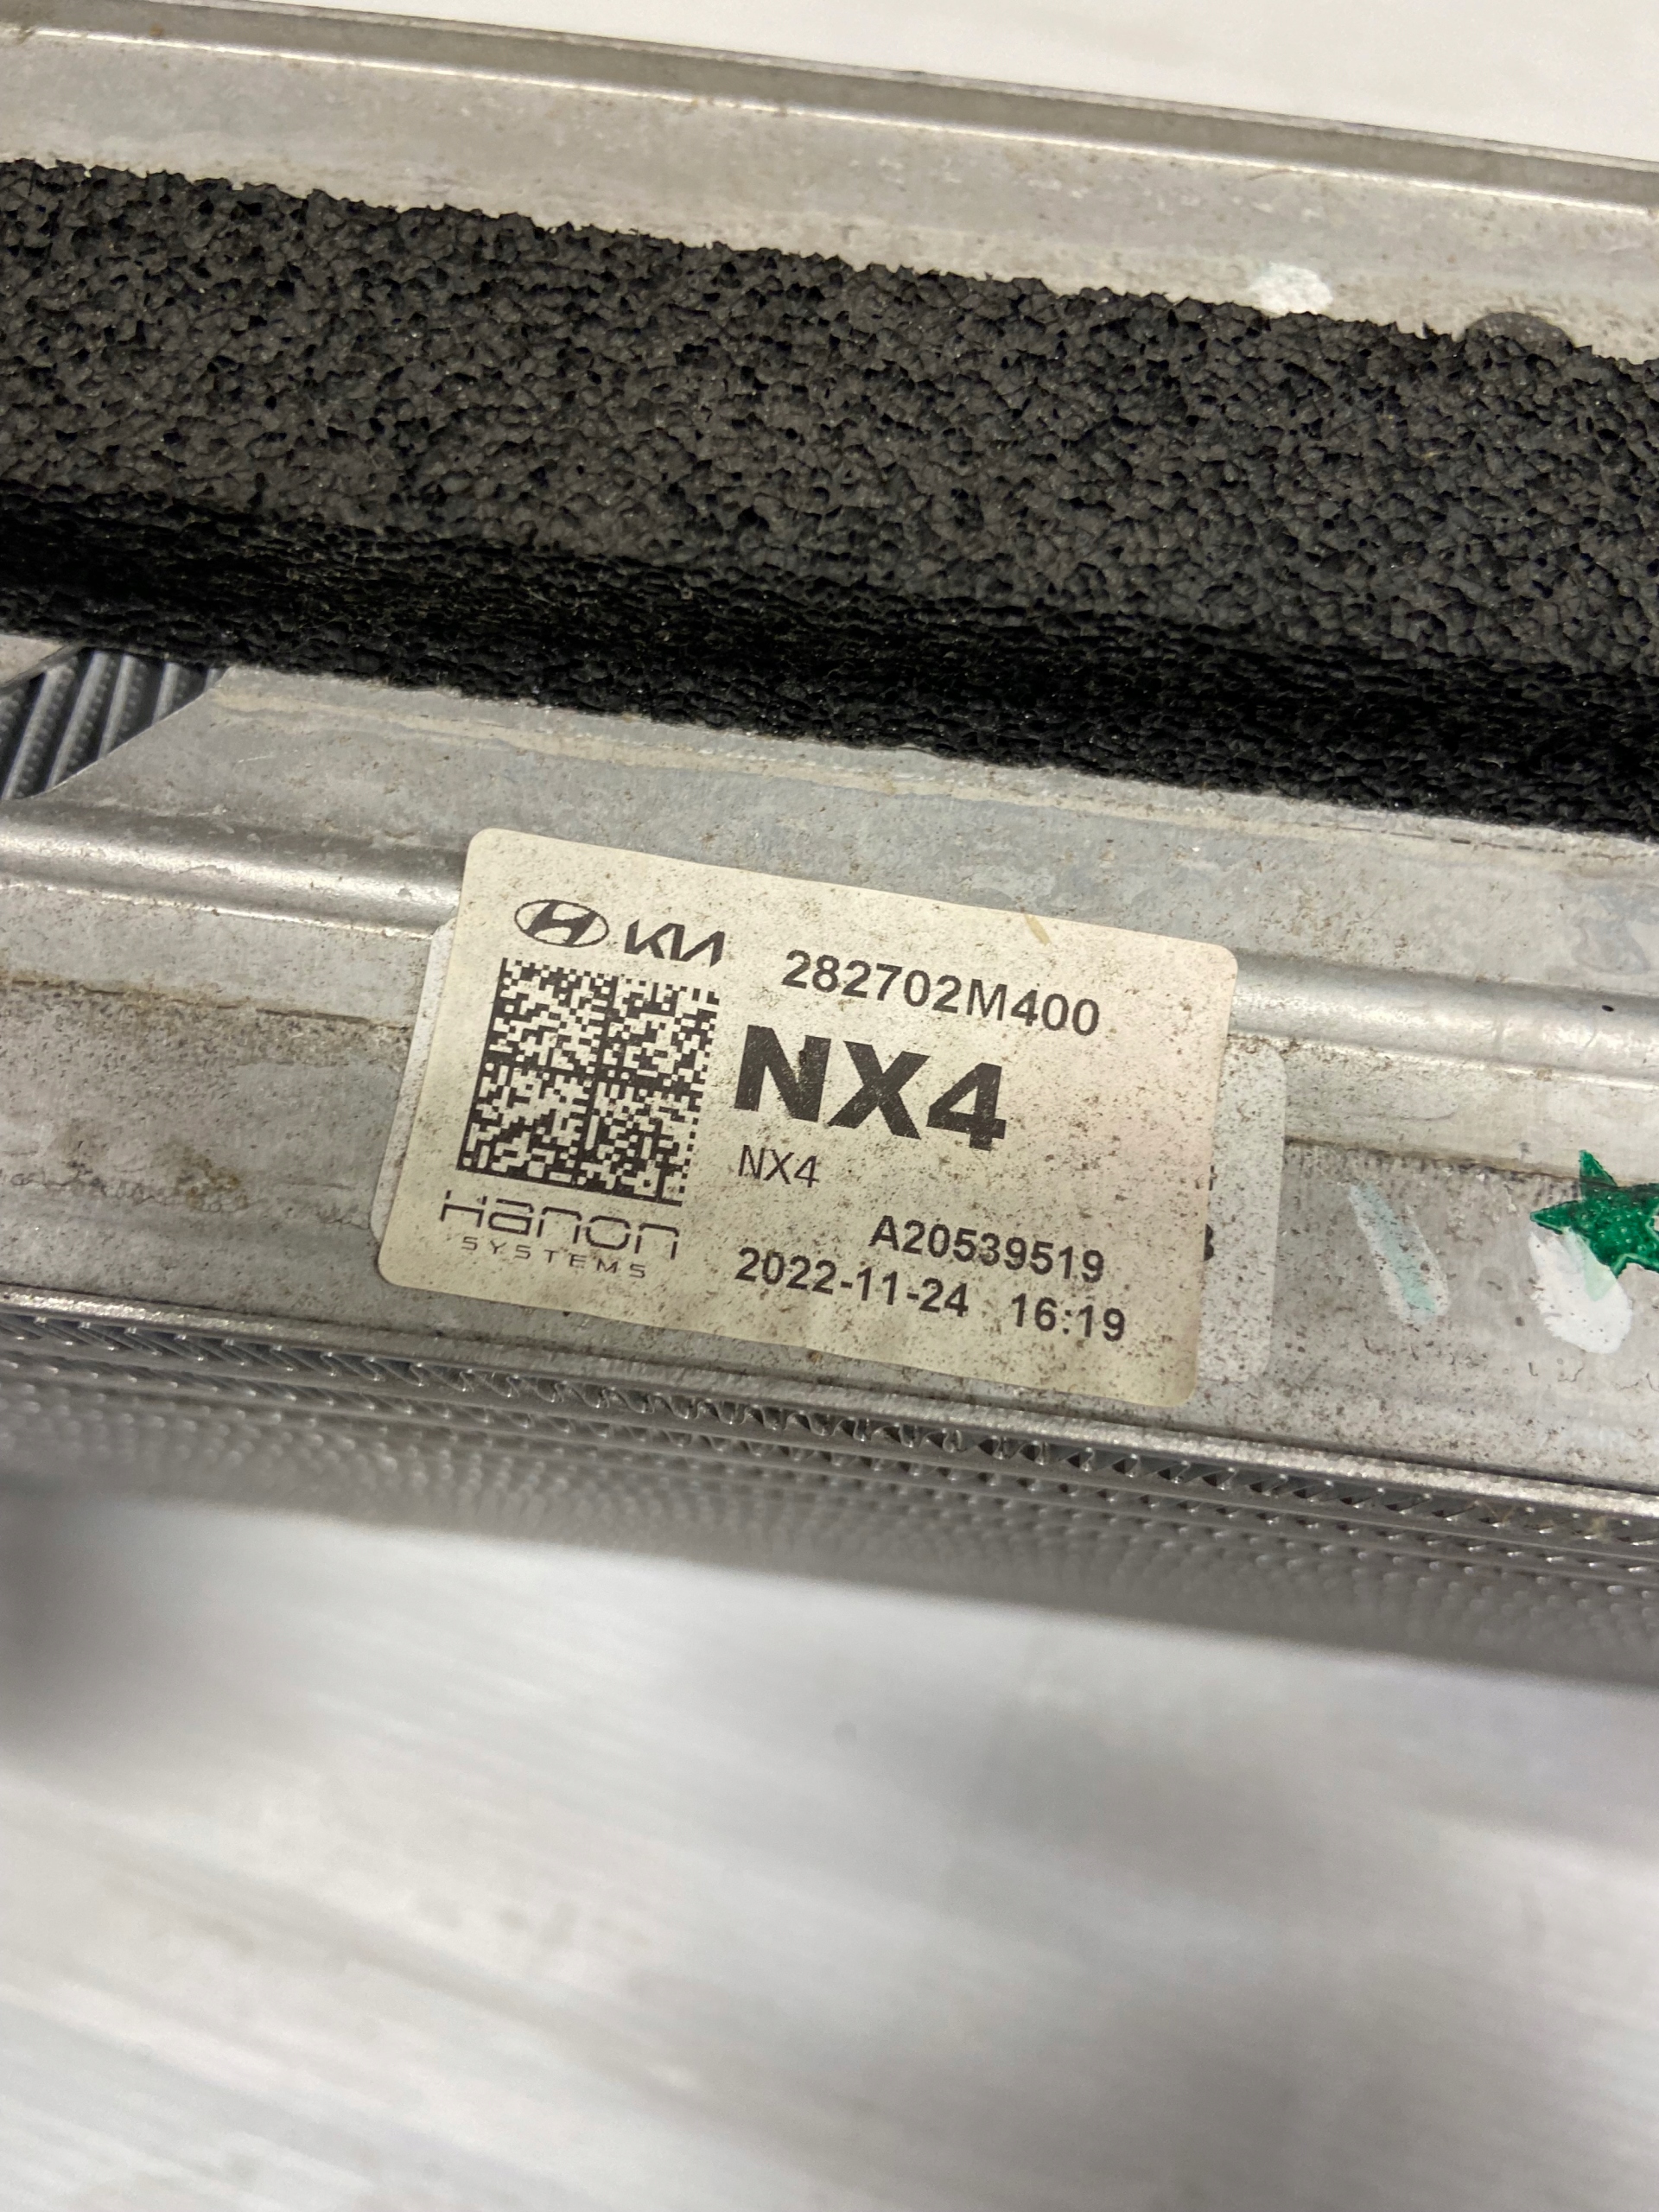 KIA 282702M400
NX4
NX4
Hanon
SYSTEMS
A20539519
2022-11-24 16:19